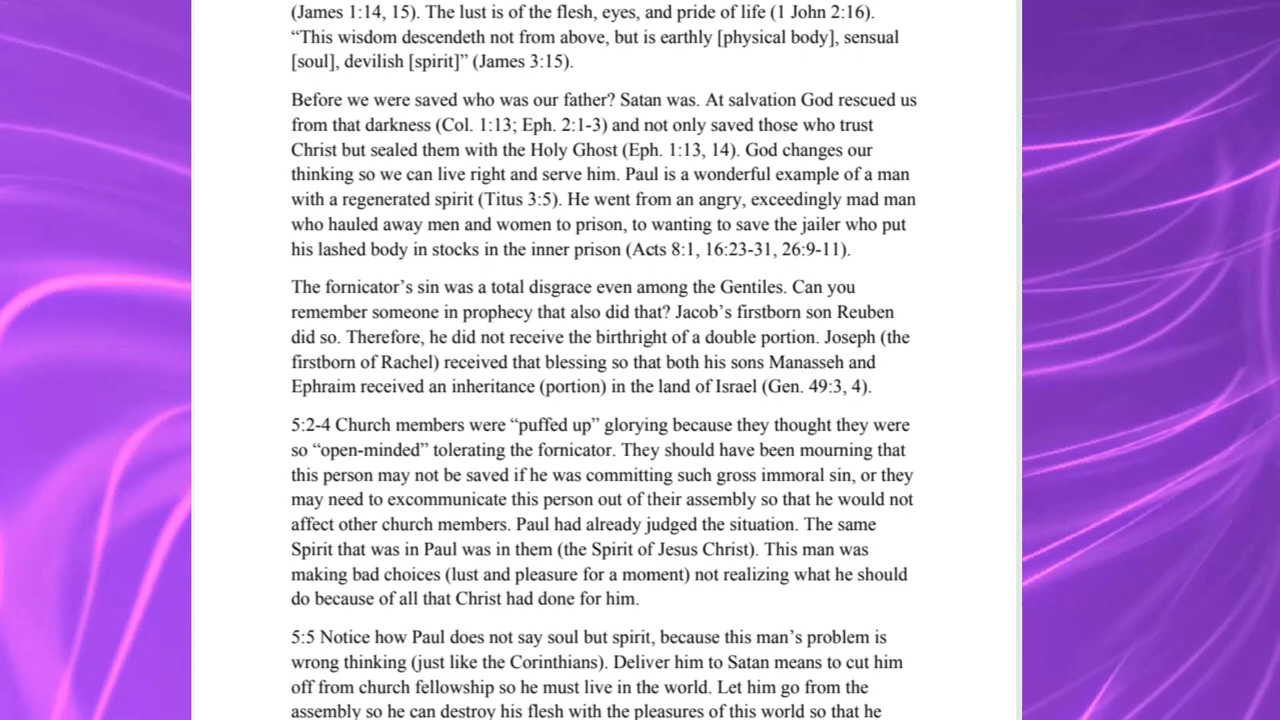 (James 1:14, 15). The lust is of the flesh, eyes, and pride of life (1 John 2:16).
“This wisdom descendeth not from above, but is earthly [physical body], sensual
[soul], devilish [spirit]” (James 3:15).
Before we were saved who was our father? Satan was. At salvation God rescued us
from that darkness (Col. 1:13; Eph. 2:1-3) and not only saved those who trust
Christ but sealed them with the Holy Ghost (Eph. 1:13, 14). God changes our
thinking so we can live right and serve him. Paul is a wonderful example of a man
with a regenerated spirit (Titus 3:5). He went from an angry, exceedingly mad man
who hauled away men and women to prison, to wanting to save the jailer who put
his lashed body in stocks in the inner prison (Acts 8:1, 16:23-31, 26:9-11).
The fornicator’s sin was a total disgrace even among the Gentiles. Can you
remember someone in prophecy that also did that? Jacob’s firstborn son Reuben
did so. Therefore, he did not receive the birthright of a double portion. Joseph (the
firstborn of Rachel) received that blessing so that both his sons Manasseh and
Ephraim received an inheritance (portion) in the land of Israel (Gen. 49:3, 4).
5:2-4 Church members were “puffed up” glorying because they thought they were
so “open-minded” tolerating the fornicator. They should have been mourning that
this person may not be saved if he was committing such gross immoral sin, or they
may need to excommunicate this person out of their assembly so that he would not
affect other church members. Paul had already judged the situation. The same
Spirit that was in Paul was in them (the Spirit of Jesus Christ). This man was
making bad choices (lust and pleasure for a moment) not realizing what he should
do because of all that Christ had done for him.
5:5 Notice how Paul does not say soul but spirit, because this man’s problem is
wrong thinking (just like the Corinthians). Deliver him to Satan means to cut him
off from church fellowship so he must live in the world. Let him go from the
assembly so he can destroy his flesh with the pleasures of this world so that he